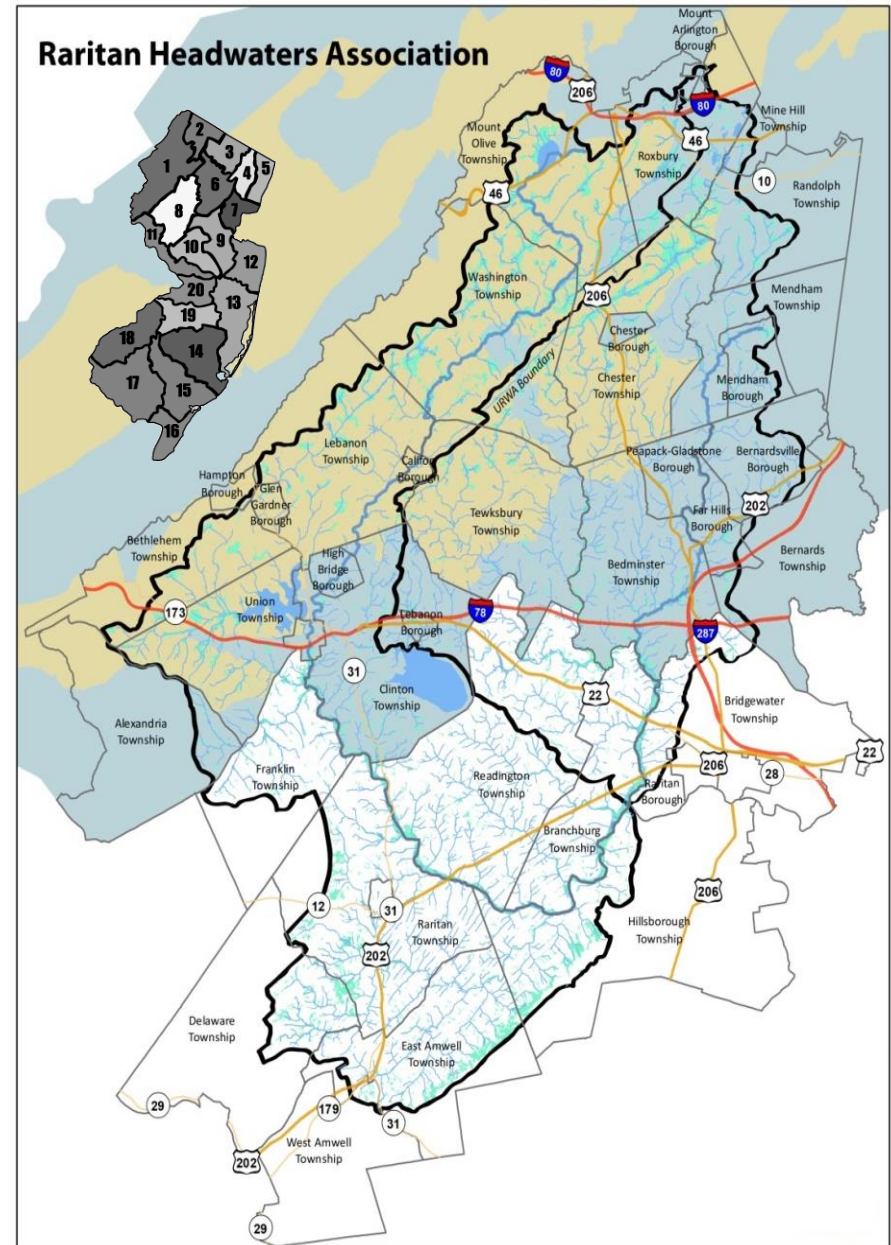 Raritan Headwaters Association
Mount
Arlington
Borough
80
206
80
Mine Hill
Township
Mount
Olive
Township
Roxbury
Township
46
46
10
Randolph
Township
1
2
3
4
5
6
7
8
9
10
11
12
13
14
15
16
17
18
19
20
Washington
Township
206
Mendham
Township
Chester
Borough
URWA Boundary
Chester
Township
Mendham
Borough
Lebanon
Township
Califon
Borough
Peapack-Gladstone
Borough
Bernardsville
Borough
Hampton
Borough
Glen
Gardner
Borough
Tewksbury
Township
Far Hills
Borough
202
Bethlehem
Township
High
Bridge
Borough
Bedminster
Township
Bernards
Township
173
Union
Township
Lebanon
Borough
78
287
31
Clinton
Township
22
Bridgewater
Township
Alexandria
Township
Franklin
Township
Readington
Township
Raritan
Borough
206
28
22
Branchburg
Township
206
12
31
Raritan
Township
202
Hillsborough
Township
Delaware
Township
East Amwell
Township
29
179
31
West Amwell
Township
202
29